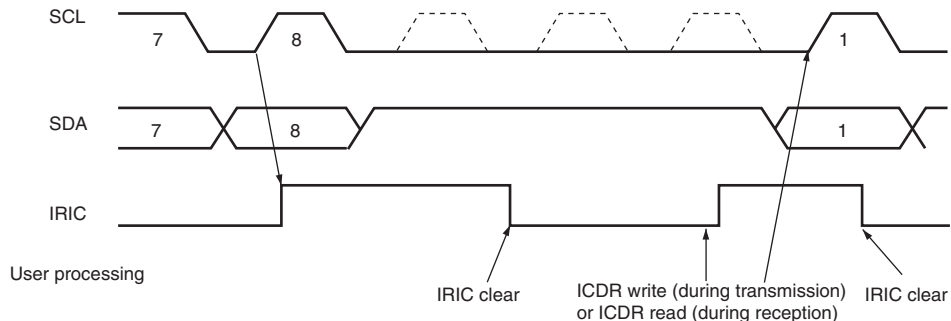 SCL
7
8
1
SDA
7
8
1
IRIC
User processing
IRIC clear
ICDR write (during transmission)
or ICDR read (during reception)
IRIC clear